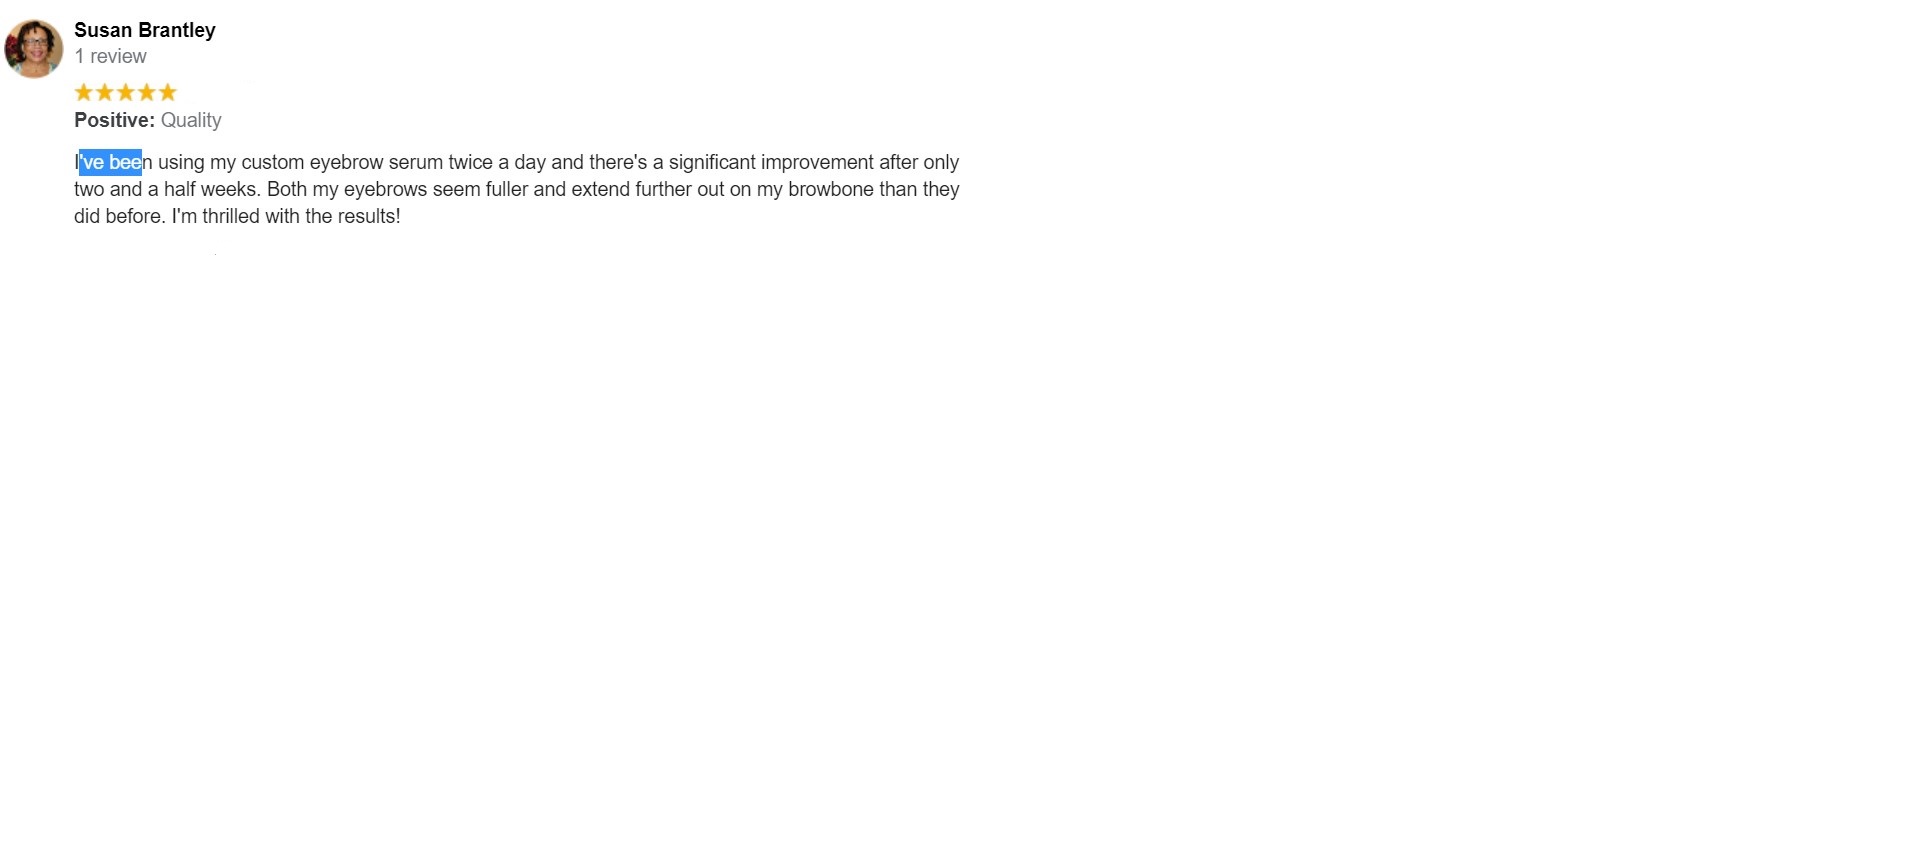 Susan Brantley
1 review
Positive: Quality
I've been using my custom eyebrow serum twice a day and there's a significant improvement after only
two and a half weeks. Both my eyebrows seem fuller and extend further out on my browbone than they
did before. I'm thrilled with the results!